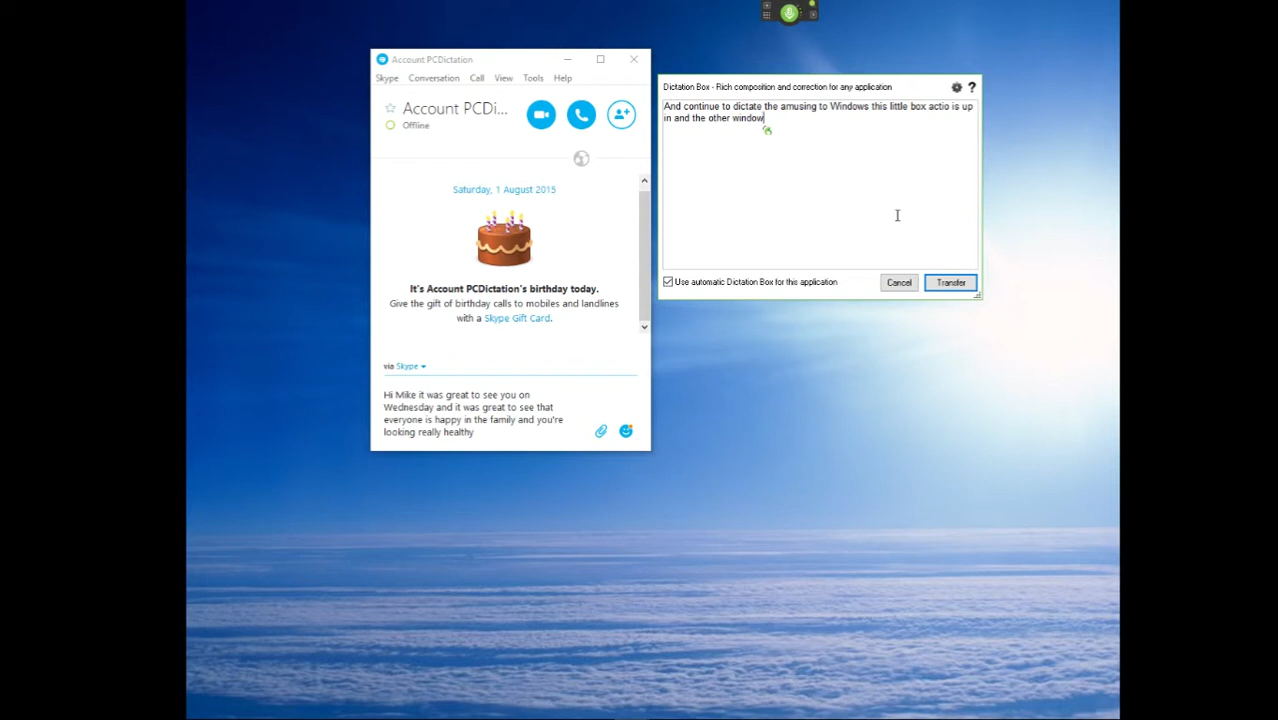 Account PCDictation
Skype Conversation Call View Tools Help
Account PCDi...
Offline
Saturday, 1 August 2015
It's Account PCDictation's birthday today.
Give the gift of birthday calls to mobiles and landlines
with a Skype Gift Card.
via Skype
Hi Mike it was great to see you on
Wednesday and it was great to see that
everyone is happy in the family and you're
looking really healthy
Dictation Box - Rich composition and correction for any application
And continue to dictate the amusing to Windows this little box actio is up
in and the other window
Use automatic Dictation Box for this application
Cancel
Transfer